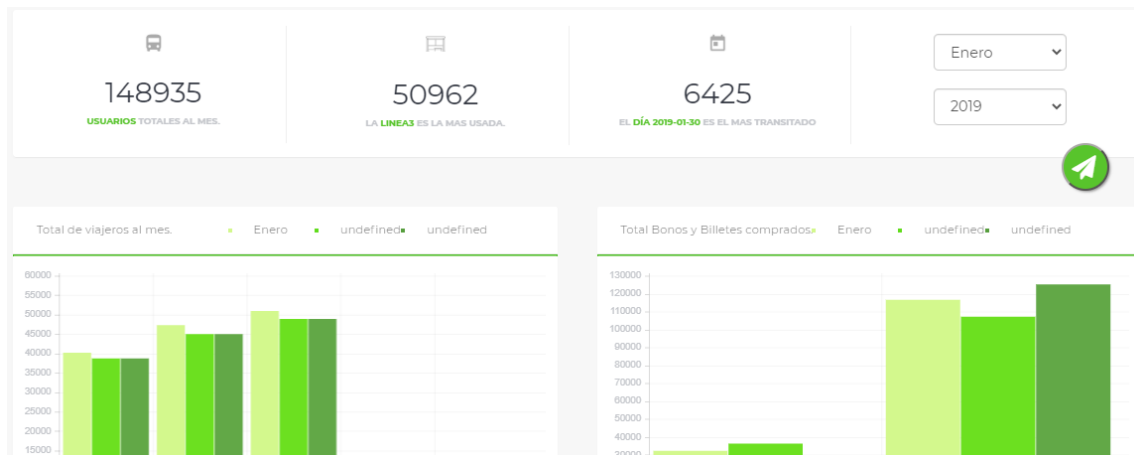 148935
USUARIOS TOTALES AL MES.
50962
LA LINEA3 ES LA MAS USADA.
6425
EL DÍA 2019-01-30 ES EL MAS TRANSITADO
Enero
2019
Total de viajeros al mes.
Enero
undefined
undefined
60000
55000
50000
45000
40000
35000
30000
25000
20000
15000
Total Bonos y Billetes comprados.
Enero
undefined
undefined
130000
120000
110000
100000
90000
80000
70000
60000
50000
40000
30000